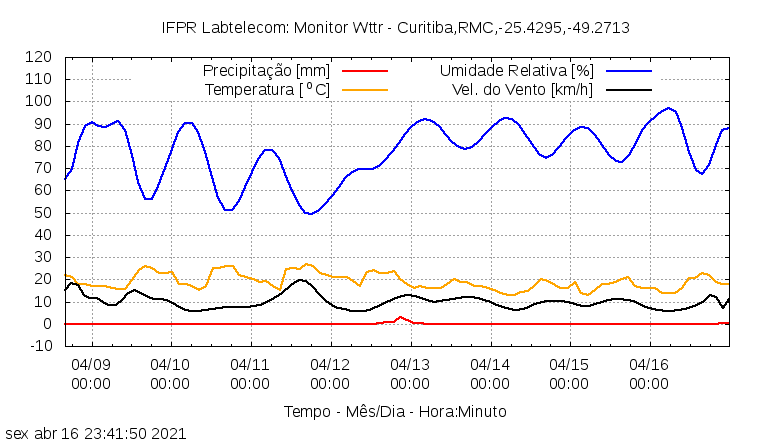 IFPR Labtelecom: Monitor Wttr - Curitiba,RMC,-25.4295,-49.2713
120
110
100
90
80
70
60
50
40
30
20
10
0
-10
Precipitação [mm]
Temperatura [⁰C]
Umidade Relativa [%]
Vel. do Vento [km/h]
04/09 04/10 04/11 04/12 04/13 04/14 04/15 04/16
00:00 00:00 00:00 00:00 00:00 00:00 00:00 00:00
Tempo - Mês/Dia - Hora:Minuto
sex abr 16 23:41:50 2021